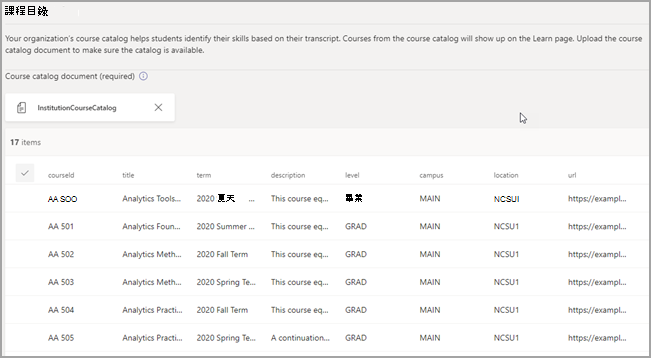 課程目錄
Your organization's course catalog helps students identify their skills based on their transcript. Courses from the course catalog will show up on the Learn page. Upload the course
catalog document to make sure the catalog is available.
Course catalog document (required)
InstitutionCourseCatalog
17 items
courseId title term description level campus location url
AA SOO Analytics Tools... 2020 夏天 ... This course eq... 畢業 MAIN NCSUI https://exampl...
AA 501 Analytics Foun... 2020 Summer ... This course eq... GRAD MAIN NCSU1 https://exampl...
AA 502 Analytics Meth... 2020 Fall Term This course eq... GRAD MAIN NCSU1 https://exampl...
AA 503 Analytics Meth... 2020 Spring Te... This course eq... GRAD MAIN NCSU1 https://exampl...
AA 504 Analytics Practi... 2020 Fall Term This course eq... GRAD MAIN NCSU1 https://exampl...
AA 505 Analytics Practi... 2020 Spring Te... A continuation... GRAD MAIN NCSU1 https://exampl...